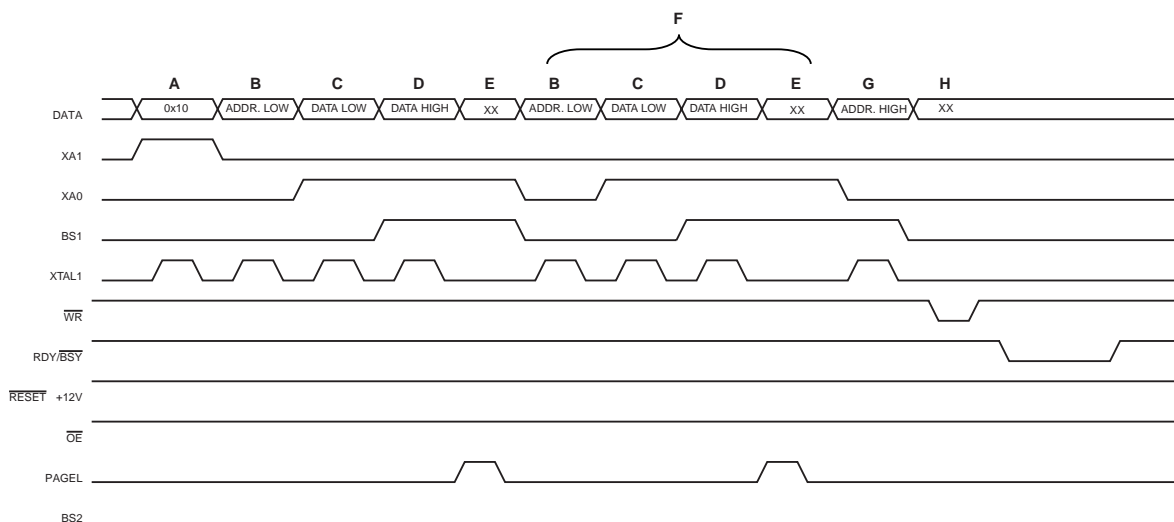 F
A B C D E B C D E G H
DATA 0x10 ADDR. LOW DATA LOW DATA HIGH XX ADDR. LOW DATA LOW DATA HIGH XX ADDR. HIGH XX
XA1
XA0
BS1
XTAL1
WR
RDY/BSY
RESET +12V
OE
PAGEL
BS2